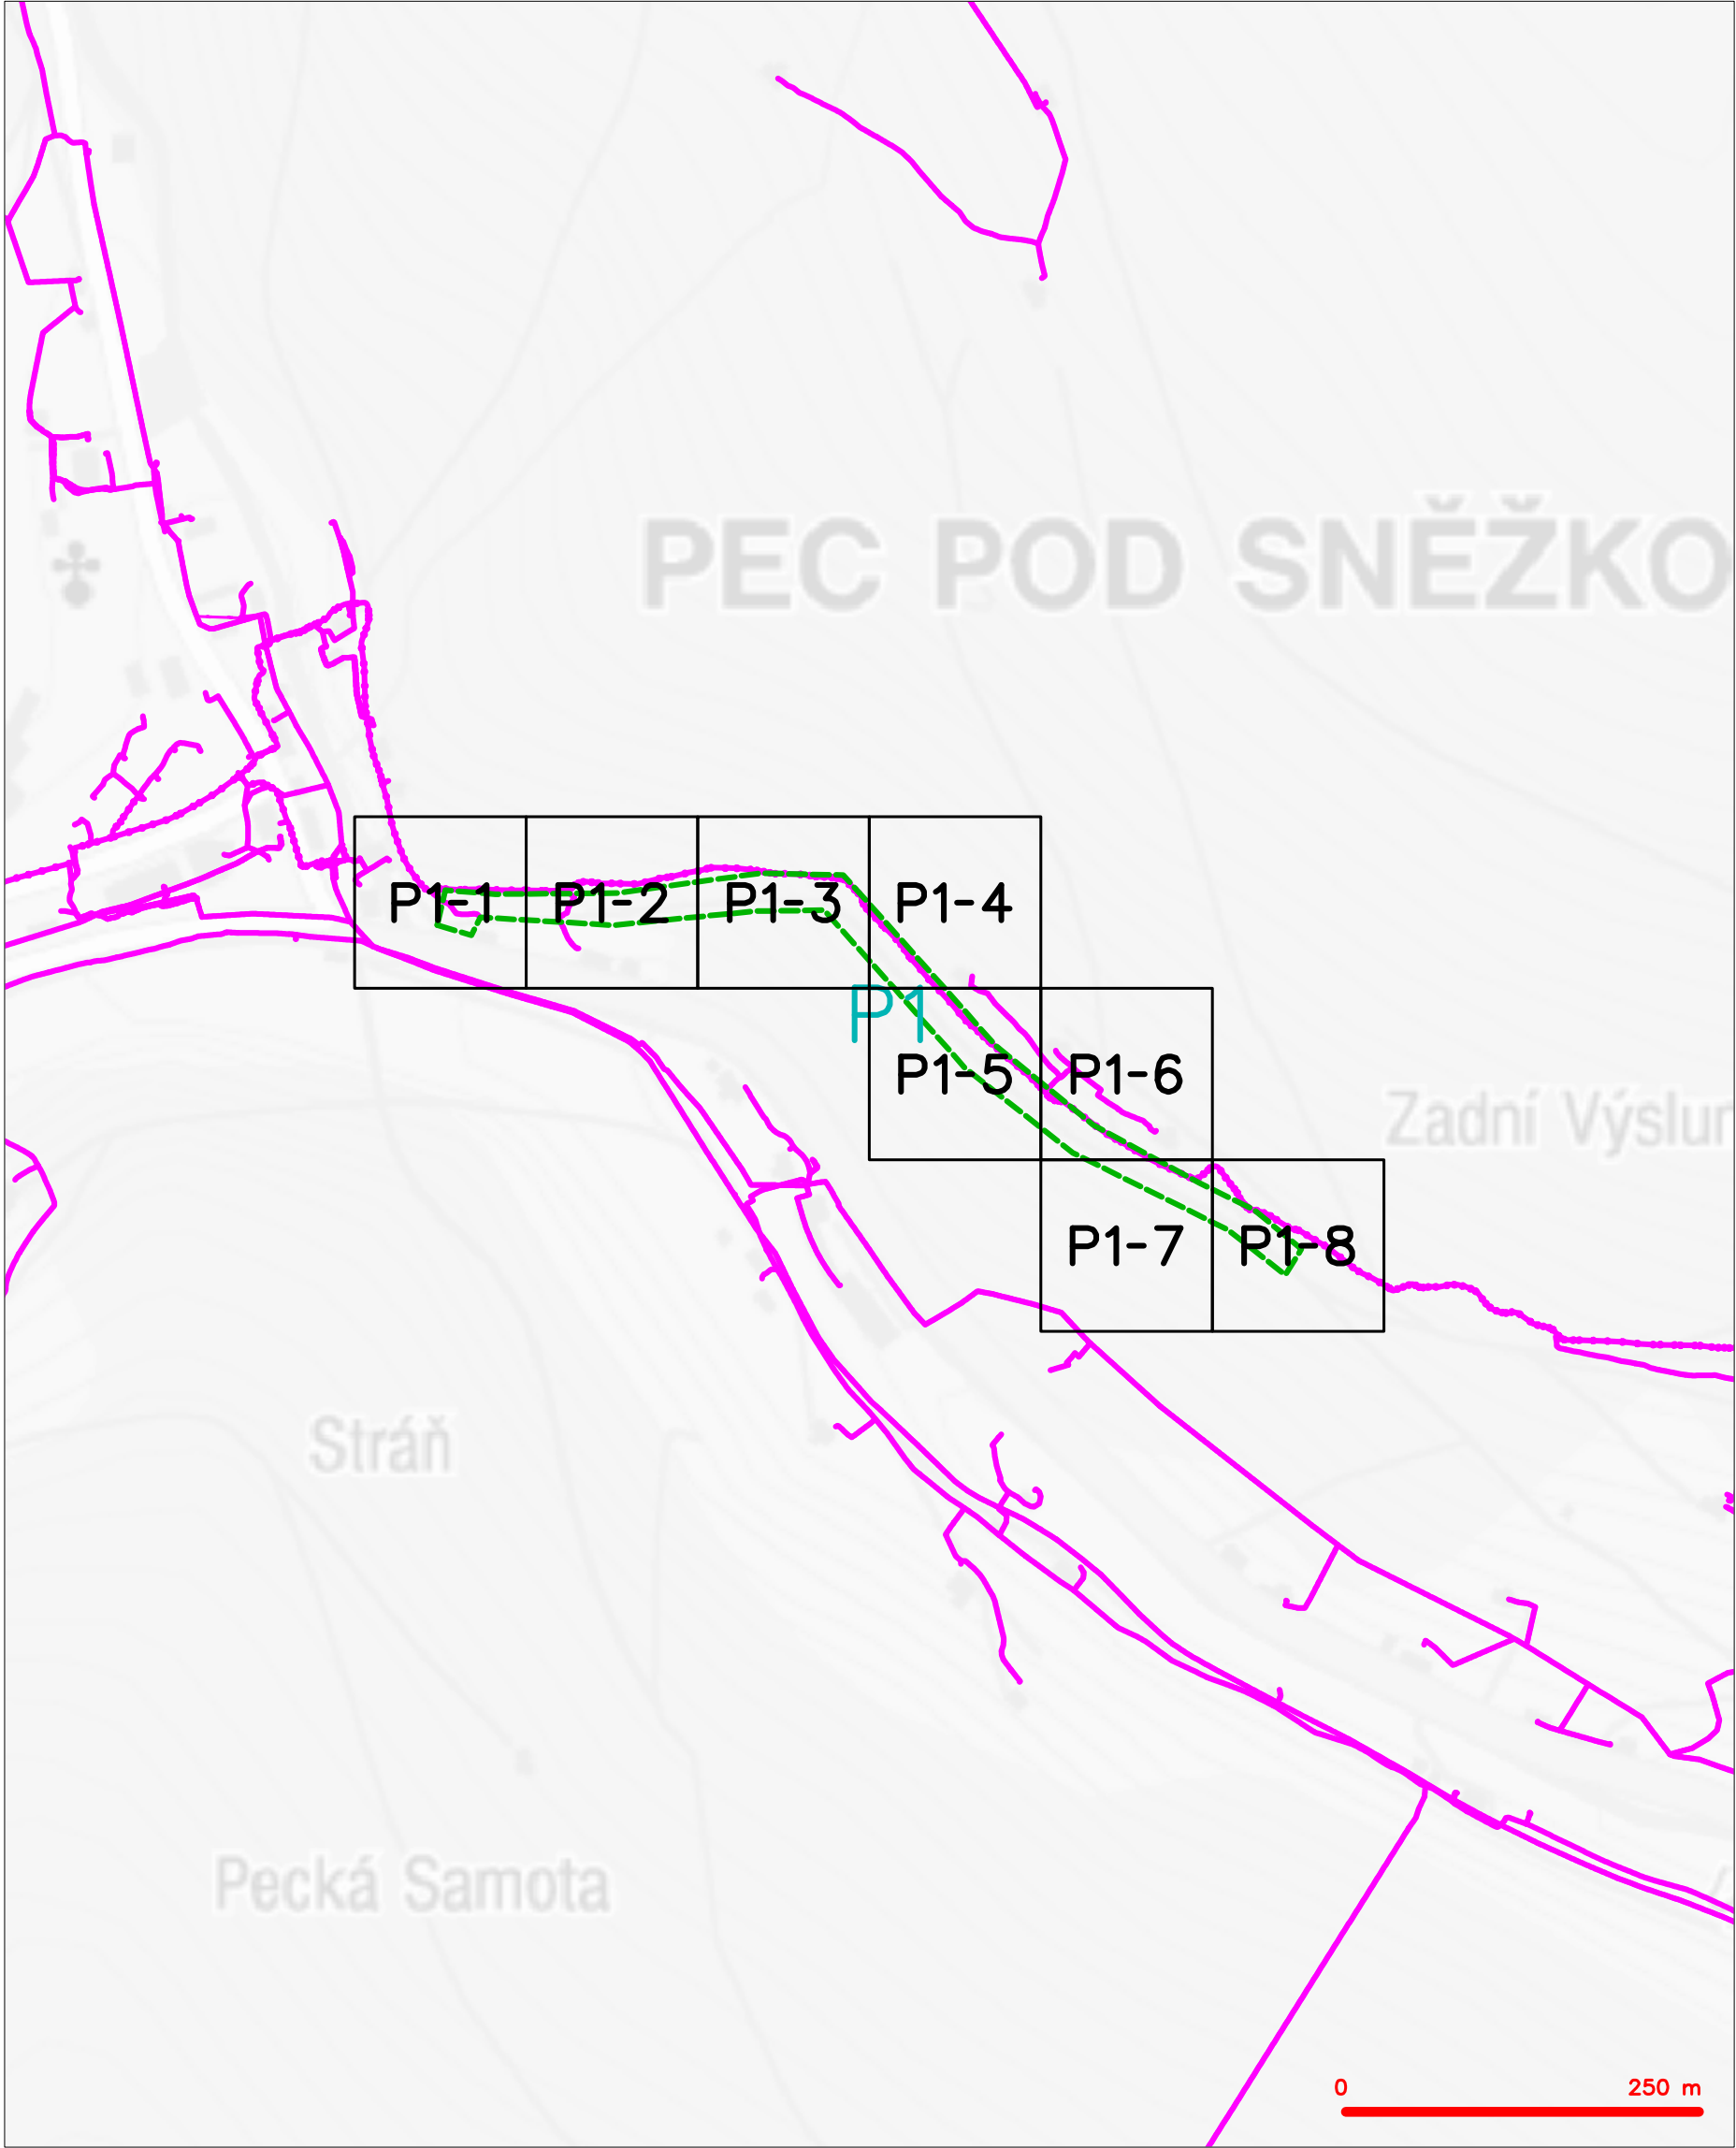 PEC POD SNĚŽKO
P1-1 P1-2 P1-3 P1-4
P1
P1-5 P1-6
Zadní Výslun
P1-7 P1-8
Stráň
Pecká Samota
0 250 m